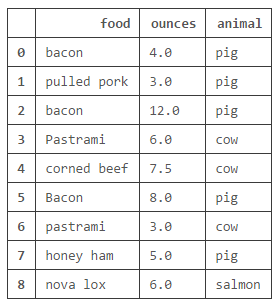 food ounces animal
0 bacon 4.0 pig
1 pulled pork 3.0 pig
2 bacon 12.0 pig
3 Pastrami 6.0 cow
4 corned beef 7.5 cow
5 Bacon 8.0 pig
6 pastrami 3.0 cow
7 honey ham 5.0 pig
8 nova lox 6.0 salmon